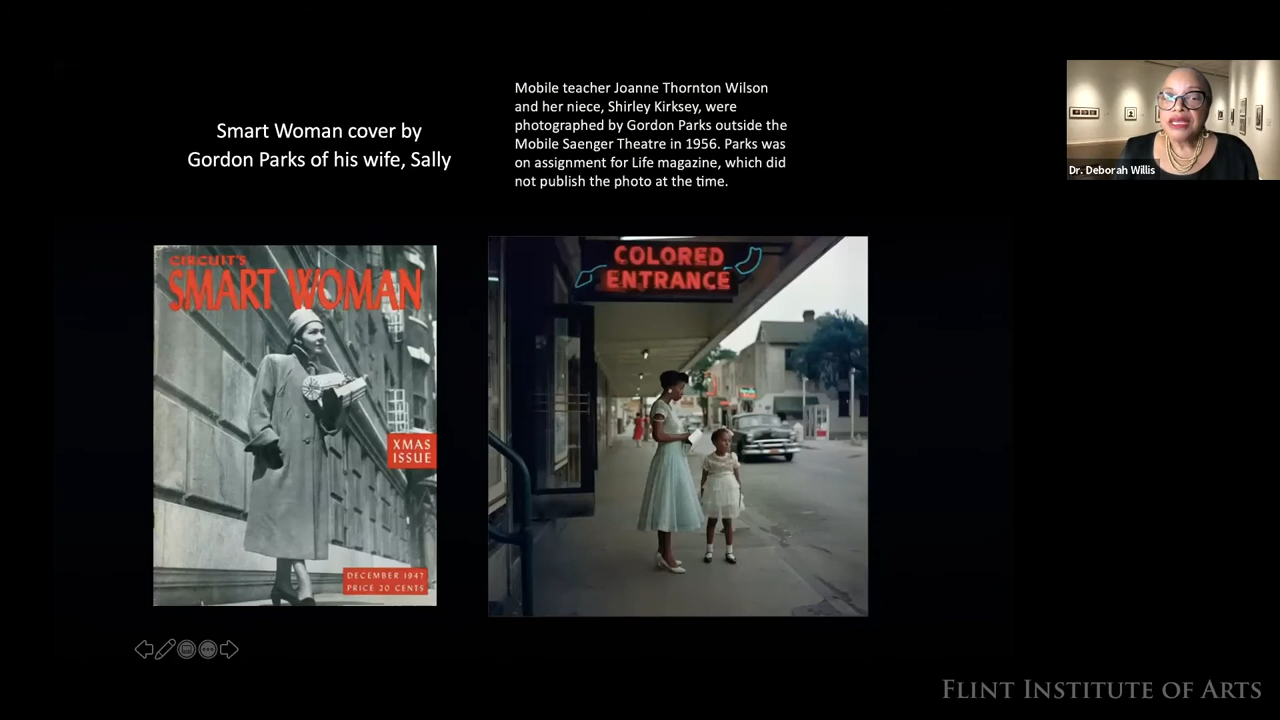 Smart Woman cover by
Gordon Parks of his wife, Sally
Mobile teacher Joanne Thornton Wilson
and her niece, Shirley Kirksey, were
photographed by Gordon Parks outside the
Mobile Saenger Theatre in 1956. Parks was
on assignment for Life magazine, which did
not publish the photo at the time.
Dr. Deborah Willis
CIRCUIT'S
SMART WOMAN
XMAS
ISSUE
DECEMBER 1947
PRICE 20 CENTS
COLORED
ENTRANCE
FLINT INSTITUTE OF ARTS